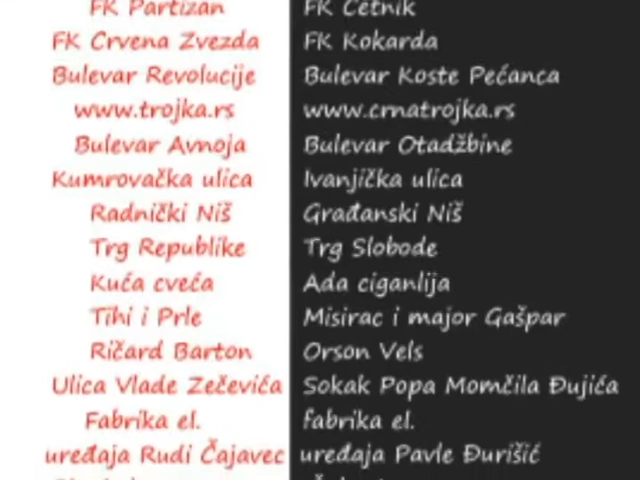 FK Partizan FK Četnik
FK Crvena Zvezda FK Kokarda
Bulevar Revolucije Bulevar Koste Pećanca
www.trojka.rs www.crnatrojka.rs
Bulevar Avnoja Bulevar Otadžbine
Kumrovačka ulica Ivanjička ulica
Radnički Niš Građanski Niš
Trg Republike Trg Slobode
Kuća cveća Ada ciganlija
Tihi i Prle Misirac i major Gašpar
Ričard Barton Orson Vels
Ulica Vlade Zečevića Sokak Popa Momčila Đujića
Fabrika el. fabrika el.
uređaja Rudi Čajavec uređaja Pavle Đurišić